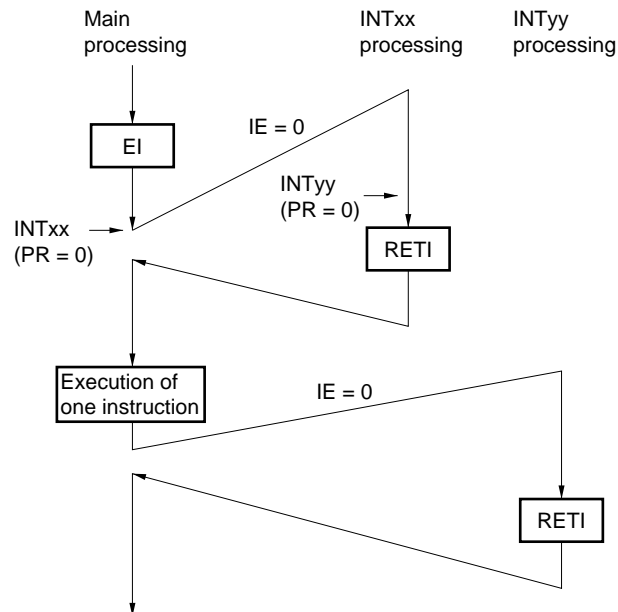 Main
processing
INTxx
processing
INTyy
processing
EI
IE = 0
INTyy
(PR = 0)
INTxx
(PR = 0)
RETI
Execution of
one instruction
IE = 0
RETI